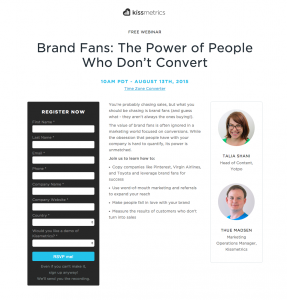 kissmetrics
FREE WEBINAR
Brand Fans: The Power of People
Who Don't Convert
10AM PDT - AUGUST 13TH, 2015
Time Zone Converter
REGISTER NOW
First Name *
Last Name *
Email *
Phone *
Company Name *
Company Website *
Country *
Would you like a demo of
Kissmetrics? *
RSVP me!
Even if you can't make it,
sign up anyway!
We'll send you the recording.
You're probably chasing sales, but what you
should be chasing is brand fans (and guess
what - they aren't always the ones buying!).
The value of brand fans is often ignored in a
marketing world focused on conversions. While
the obsession that people have with your
company is hard to quantify, its power is
unmatched.
Join us to learn how to:
• Copy companies like Pinterest, Virgin Airlines,
and Toyota and leverage brand fans for
success
• Use word-of-mouth marketing and referrals
to expand your reach
• Make people fall in love with your brand
• Measure the results of customers who don't
turn into sales
TALIA SHANI
Head of Content,
Yotpo
THUE MADSEN
Marketing
Operations Manager,
Kissmetrics